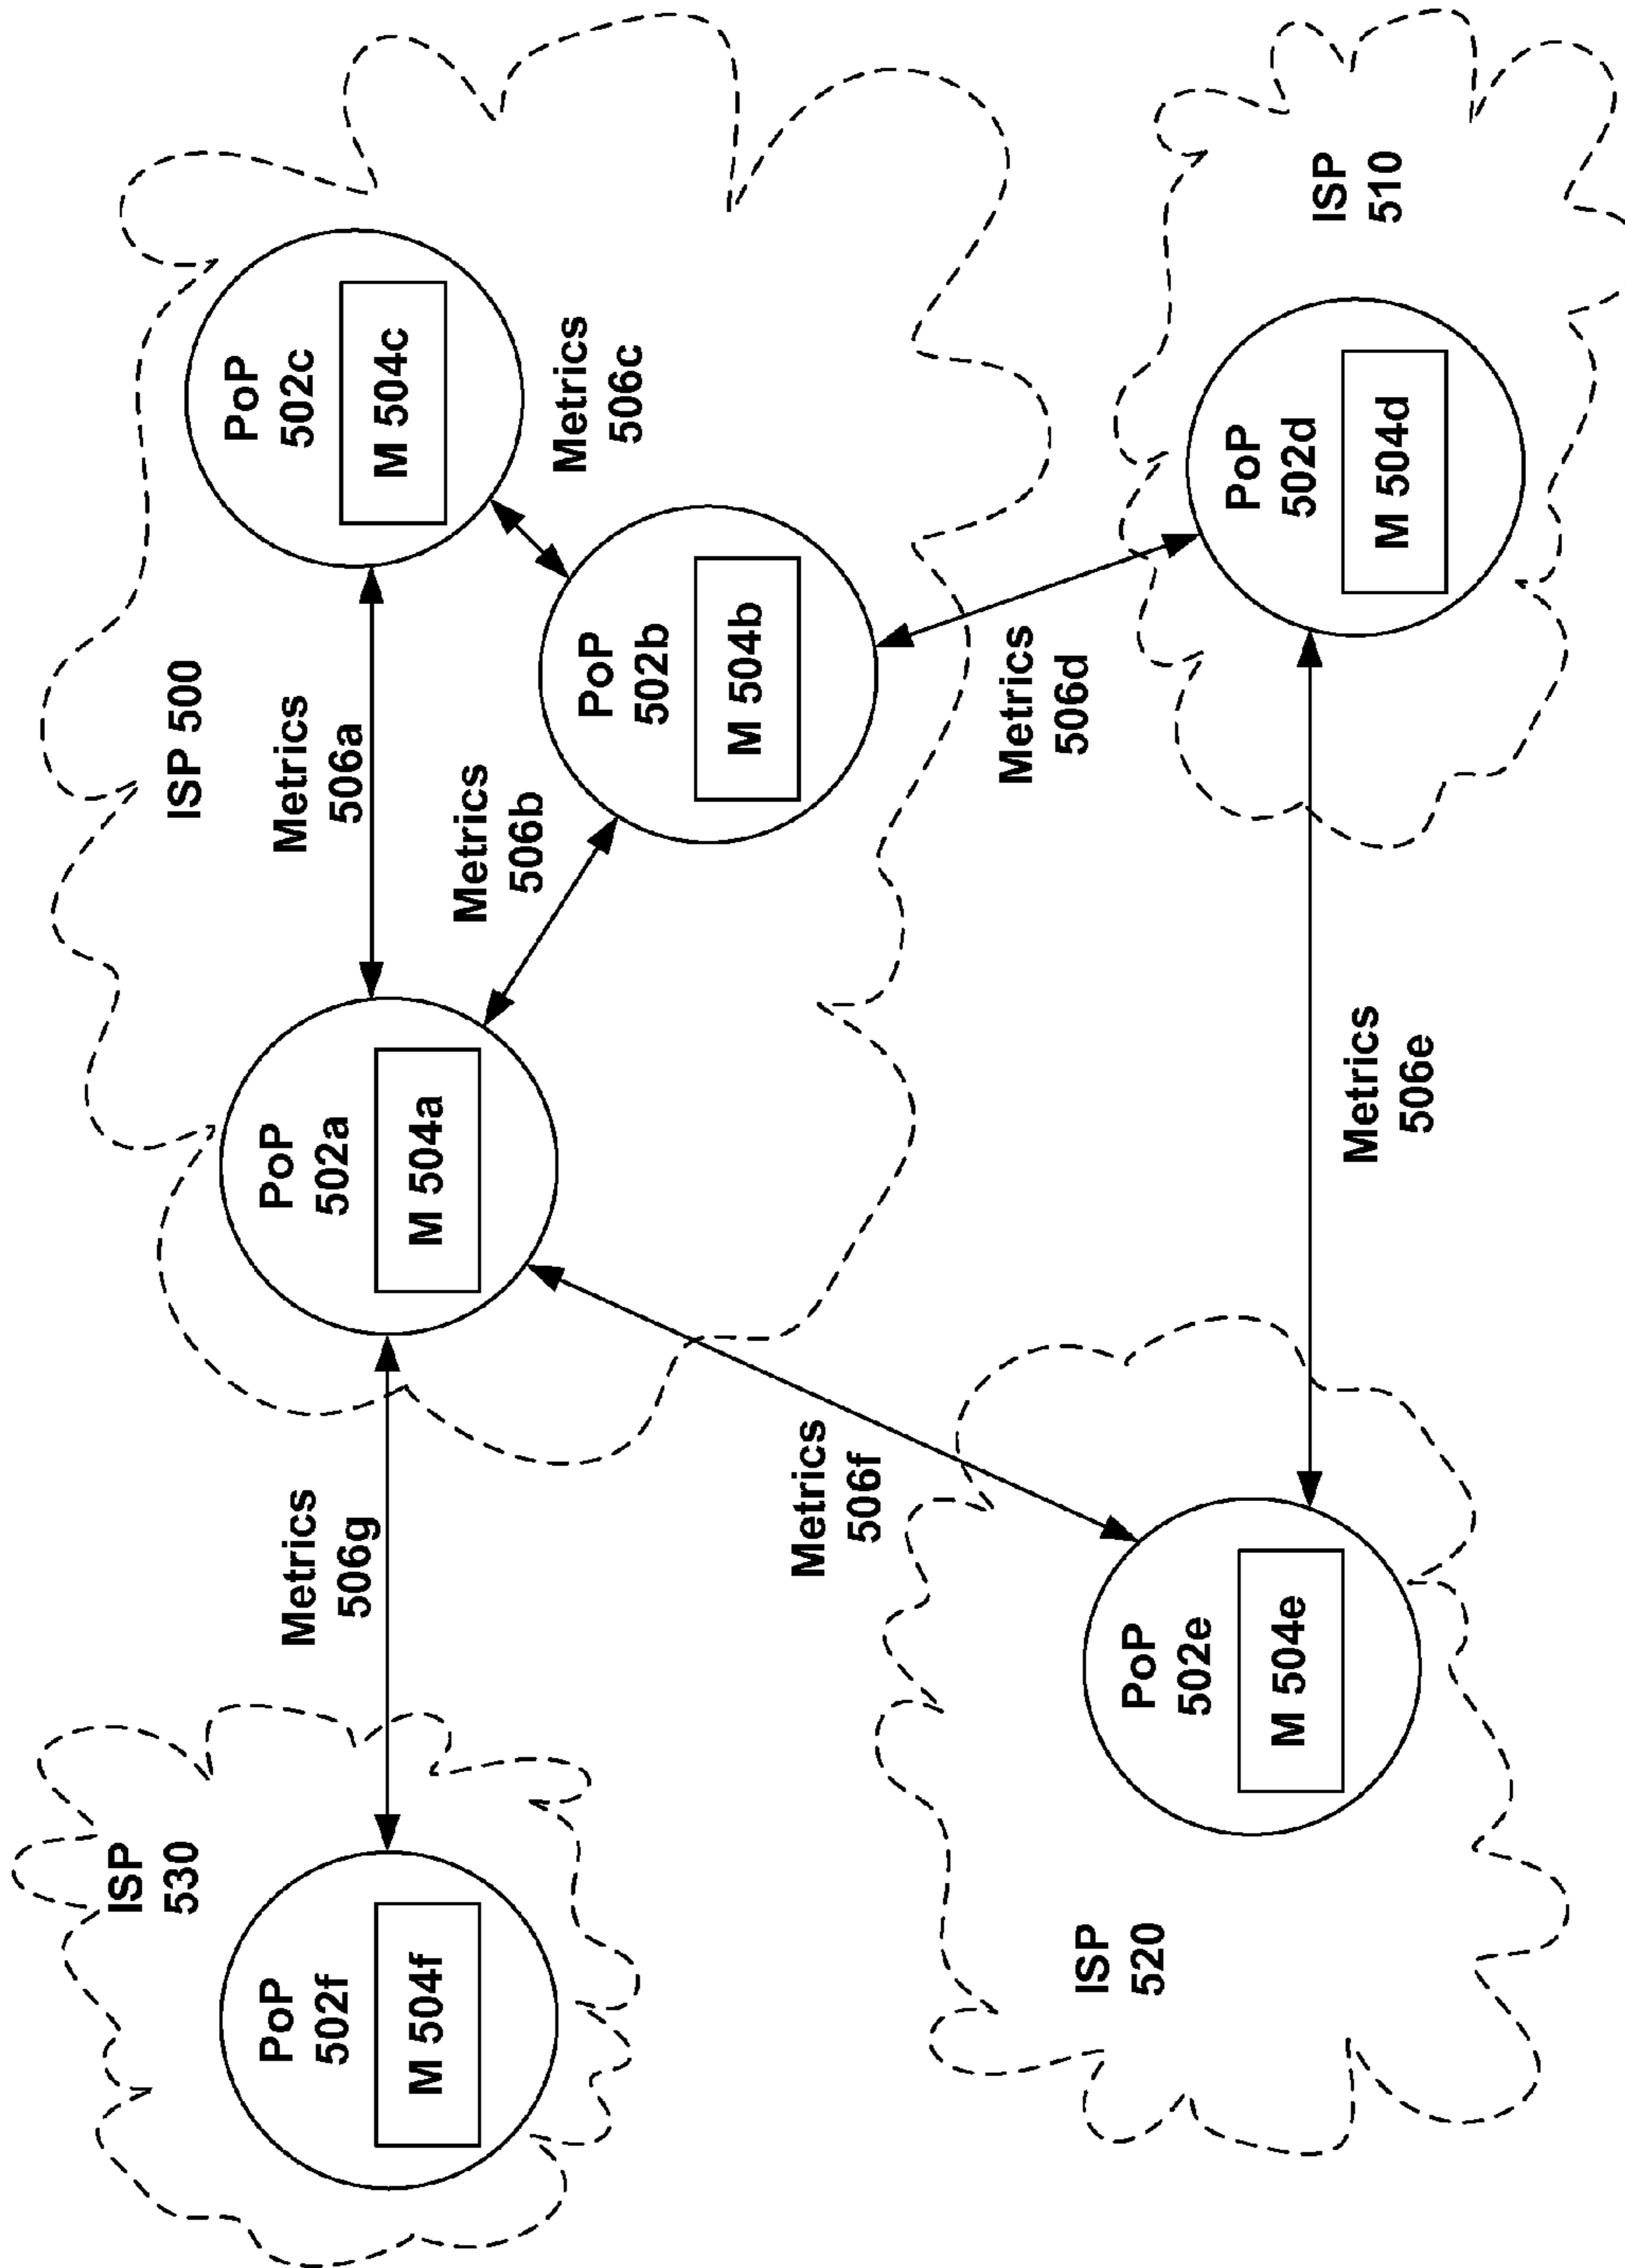 ISP
530
PoP
502f
M 504f
Metrics
506g
PoP
502a
M 504a
ISP 500
Metrics
506a
Metrics
506b
PoP
502c
M 504c
Metrics
506c
PoP
502b
M 504b
Metrics
506f
Metrics
506d
ISP
520
PoP
502e
M 504e
Metrics
506e
PoP
502d
M 504d
ISP
510